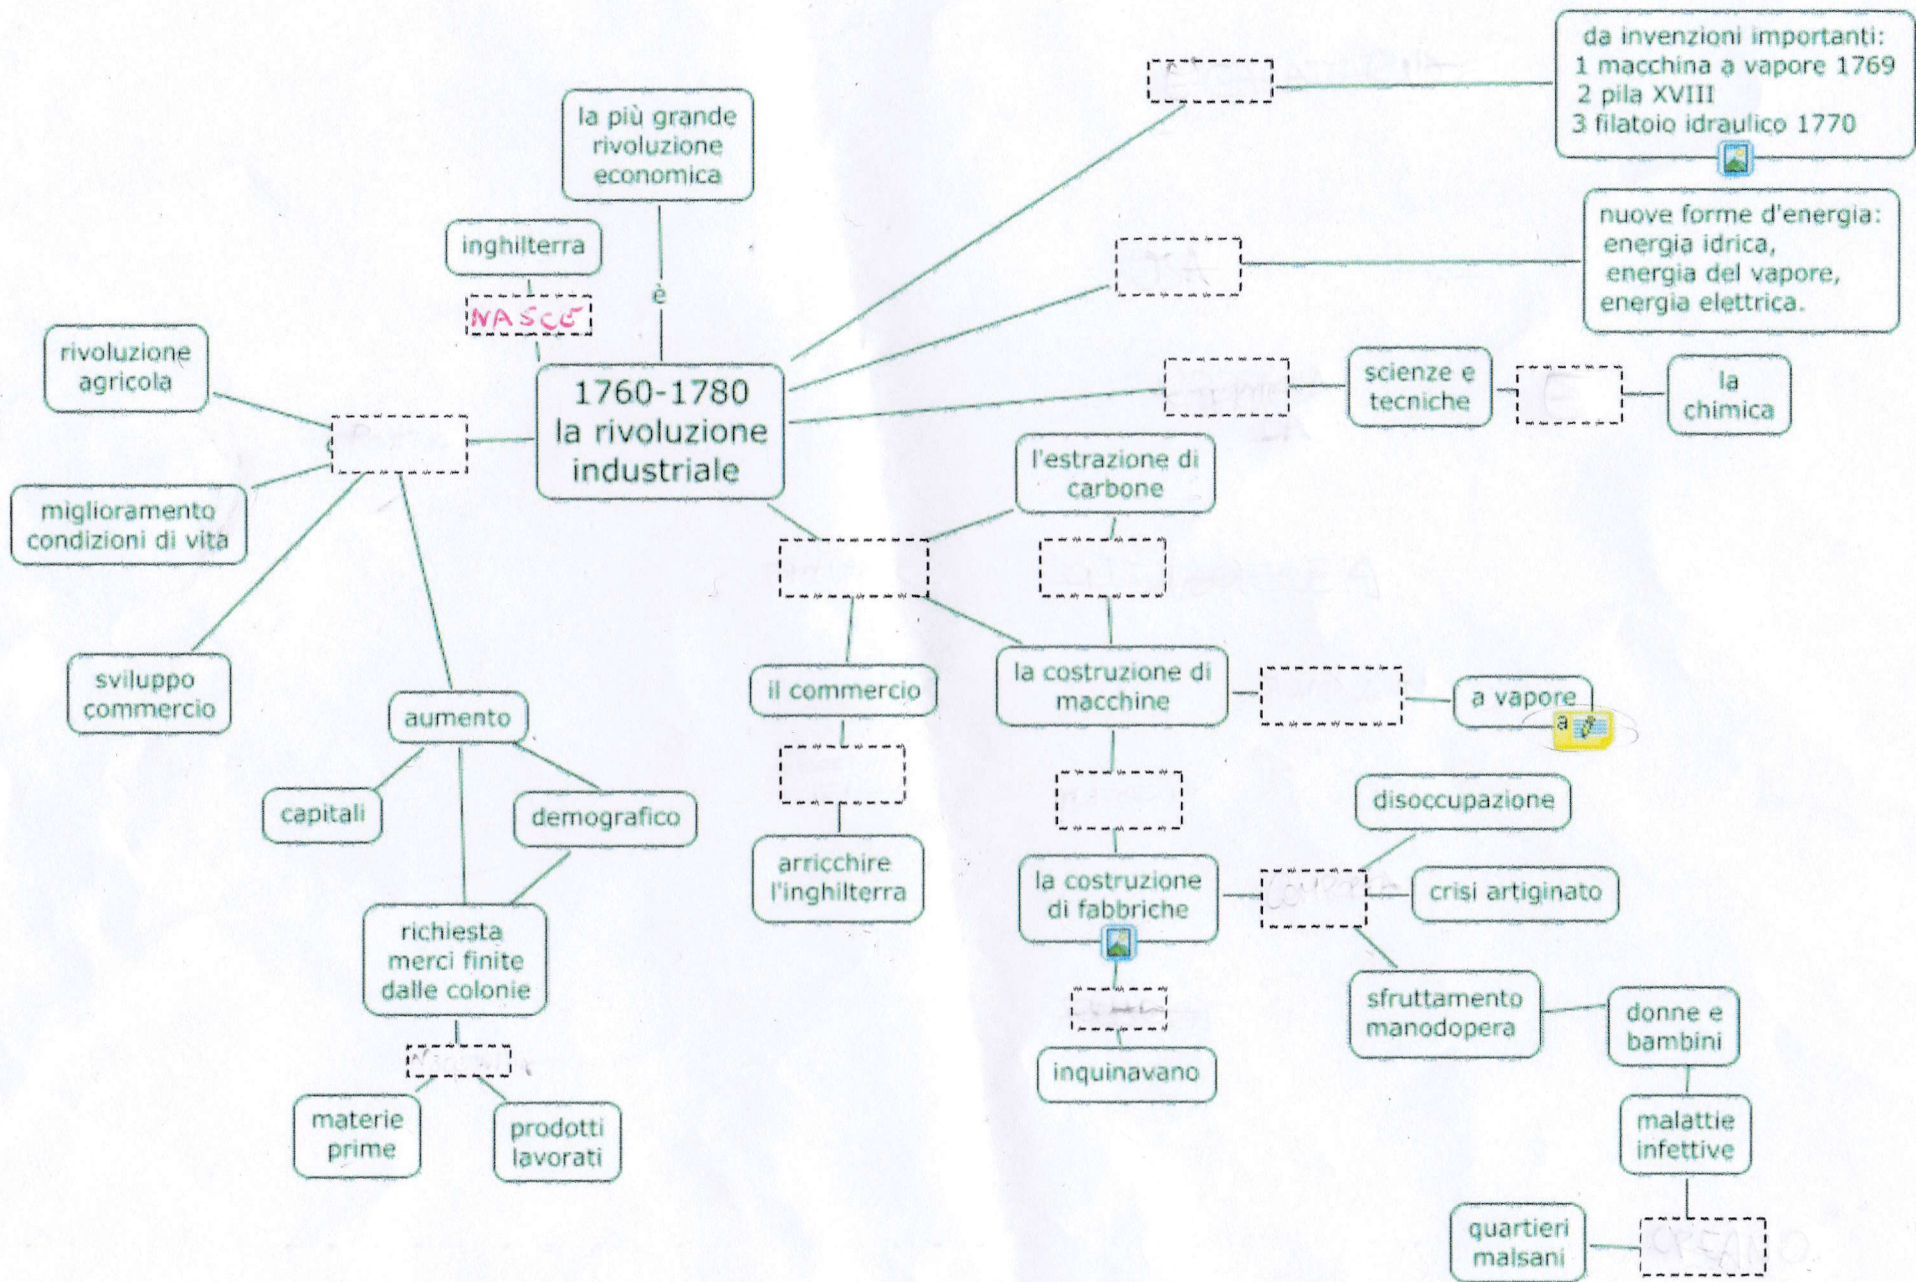 da invenzioni importanti:
1 macchina a vapore 1769
2 pila XVIII
3 filatoio idraulico 1770
la più grande
rivoluzione
economica
nuove forme d'energia:
energia idrica,
energia del vapore,
energia elettrica.
inghilterra
è
NASCE
rivoluzione
agricola
1760-1780
la rivoluzione
industriale
scienze e
tecniche
la
chimica
l'estrazione di
carbone
miglioramento
condizioni di vita
sviluppo
commercio
aumento
il commercio
la costruzione di
macchine
a vapore
a
capitali
demografico
disoccupazione
arricchire
l'inghilterra
la costruzione
di fabbriche
crisi artiginato
richiesta
merci finite
dalle colonie
sfruttamento
manodopera
donne e
bambini
inquinavano
materie
prime
prodotti
lavorati
malattie
infettive
quartieri
malsani